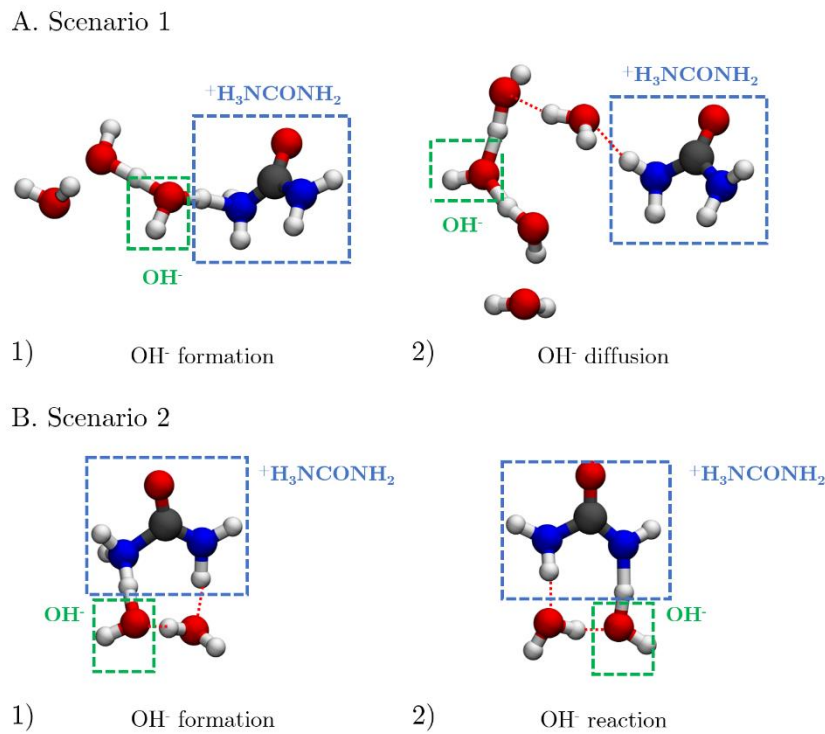 A. Scenario 1
⁺H₃NCONH₂
⁺H₃NCONH₂
OH⁻
OH⁻
1) OH⁻ formation
2) OH⁻ diffusion
B. Scenario 2
⁺H₃NCONH₂
⁺H₃NCONH₂
OH⁻
OH⁻
1) OH⁻ formation
2) OH⁻ reaction